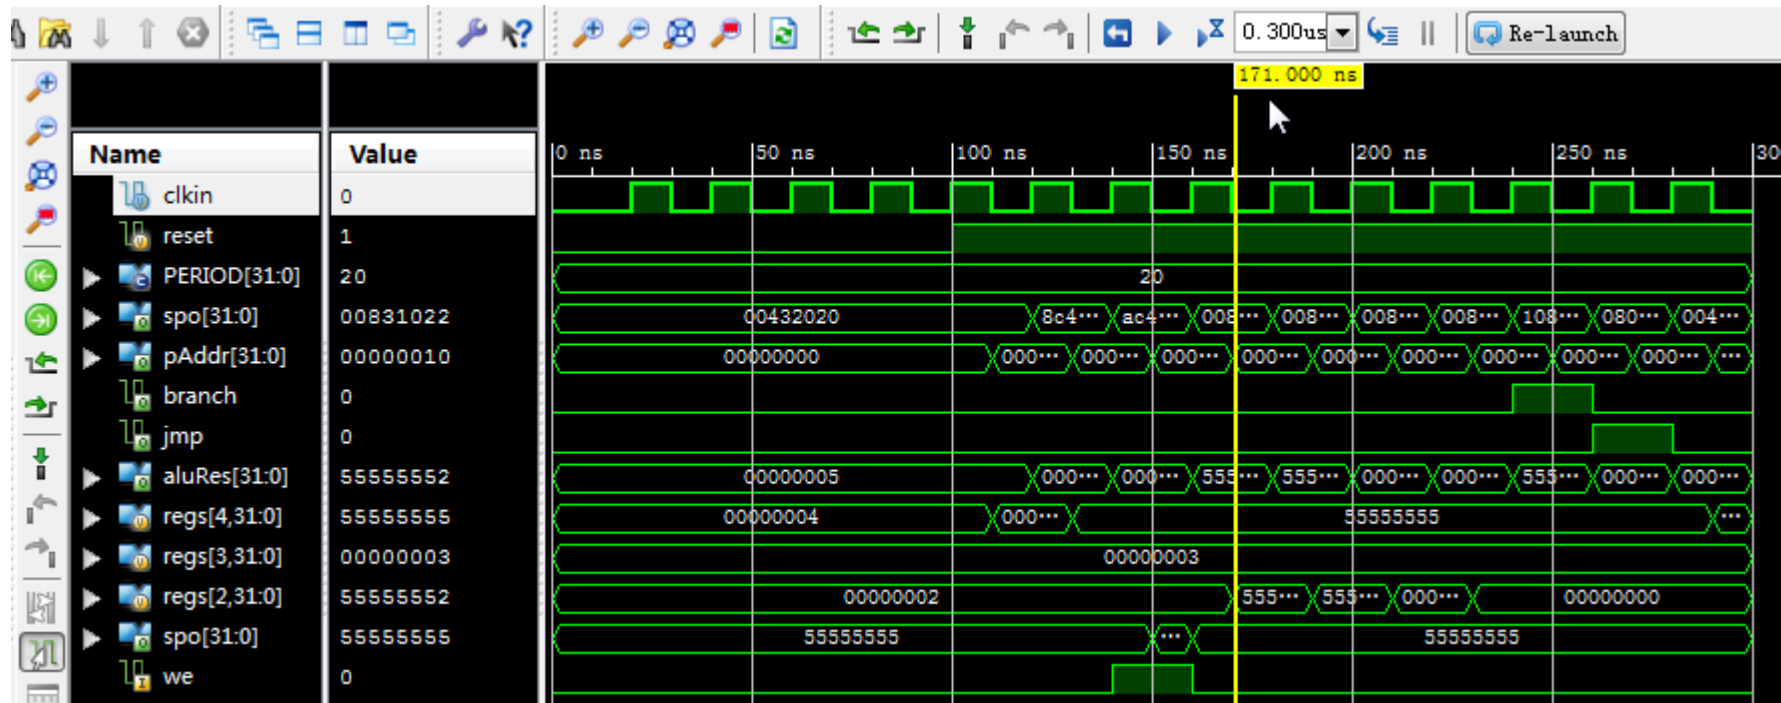 0.300us Re-launch
171.000 ns
Name Value
0 ns 50 ns 100 ns 150 ns 200 ns 250 ns 30
clkin 0
reset 1
PERIOD[31:0] 20 20
spo[31:0] 00831022 00432020 8c4··· ac4··· 008··· 008··· 008··· 008··· 108··· 080··· 004···
pAddr[31:0] 00000010 00000000 000··· 000··· 000··· 000··· 000··· 000··· 000··· 000··· 000··· ···
branch 0
jmp 0
aluRes[31:0] 55555552 00000005 000··· 000··· 555··· 555··· 000··· 000··· 555··· 000··· 000···
regs[4,31:0] 55555555 00000004 000··· 55555555 ···
regs[3,31:0] 00000003 00000003
regs[2,31:0] 55555552 00000002 555··· 555··· 000··· 00000000
spo[31:0] 55555555 55555555 ··· 55555555
we 0